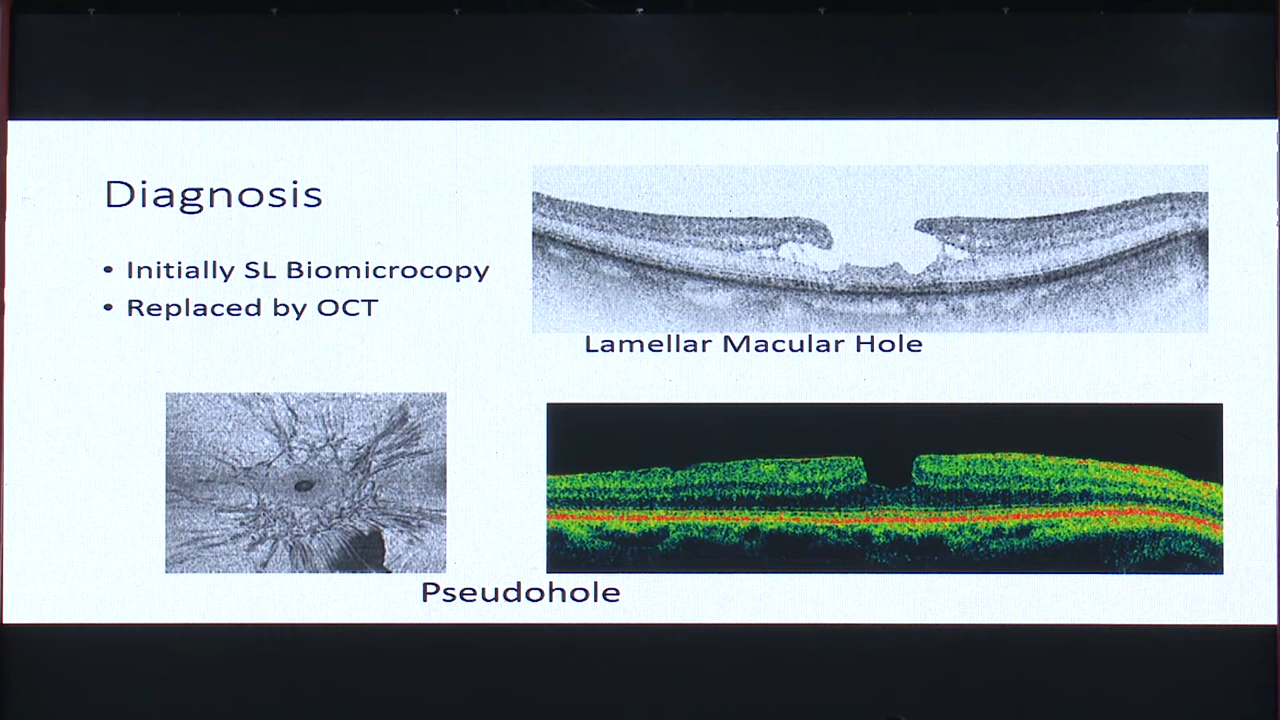 Diagnosis
• Initially SL Biomicrocopy
• Replaced by OCT
Lamellar Macular Hole
Pseudohole